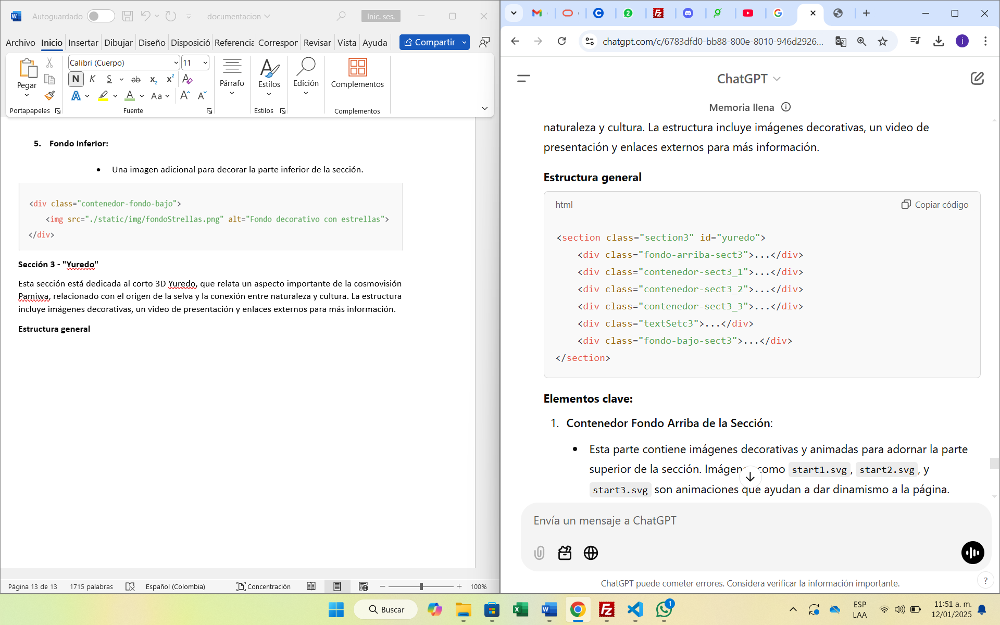 Autoguardado
documentacion
Inic. ses.
Archivo Inicio Insertar Dibujar Diseño Disposició Referencia Correspor Revisar Vista Ayuda Compartir
Pegar
Calibri (Cuerpo) 11
N K S ab x₂ x²
A A Aa A A
Párrafo
Estilos
Edición
Complementos
Portapapeles Fuente Estilos Complementos
5. Fondo inferior:
• Una imagen adicional para decorar la parte inferior de la sección.
<div class="contenedor-fondo-bajo">
<img src="./static/img/fondoStrellas.png" alt="Fondo decorativo con estrellas">
</div>
Sección 3 - "Yuredo"
Esta sección está dedicada al corto 3D Yuredo, que relata un aspecto importante de la cosmovisión
Pamiwa, relacionado con el origen de la selva y la conexión entre naturaleza y cultura. La estructura
incluye imágenes decorativas, un video de presentación y enlaces externos para más información.
Estructura general
Página 13 de 13 1715 palabras Español (Colombia) Concentración 100%
chatgpt.com/c/6783dfd0-bb88-800e-8010-946d2926...
j
ChatGPT
Memoria llena
naturaleza y cultura. La estructura incluye imágenes decorativas, un video de
presentación y enlaces externos para más información.
Estructura general
html Copiar código
<section class="section3" id="yuredo">
<div class="fondo-arriba-sect3">...</div>
<div class="contenedor-sect3_1">...</div>
<div class="contenedor-sect3_2">...</div>
<div class="contenedor-sect3_3">...</div>
<div class="textSetc3">...</div>
<div class="fondo-bajo-sect3">...</div>
</section>
Elementos clave:
1. Contenedor Fondo Arriba de la Sección:
• Esta parte contiene imágenes decorativas y animadas para adornar la parte
superior de la sección. Imágenes como start1.svg, start2.svg, y
start3.svg son animaciones que ayudan a dar dinamismo a la página.
Envía un mensaje a ChatGPT
ChatGPT puede cometer errores. Considera verificar la información importante.
?
Buscar
1
ESP
LAA
11:51 a. m.
12/01/2025